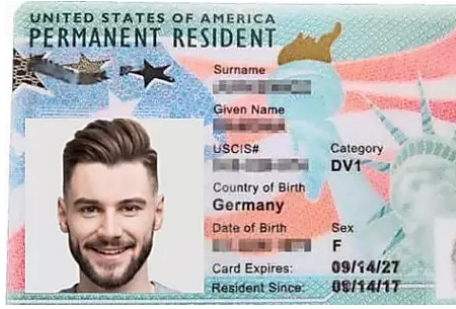 UNITED STATES OF AMERICA
PERMANENT RESIDENT
Surname
Given Name
USCIS#
Category
DV1
Country of Birth
Germany
Date of Birth
Sex
F
Card Expires: 09/14/27
Resident Since: 09/14/17